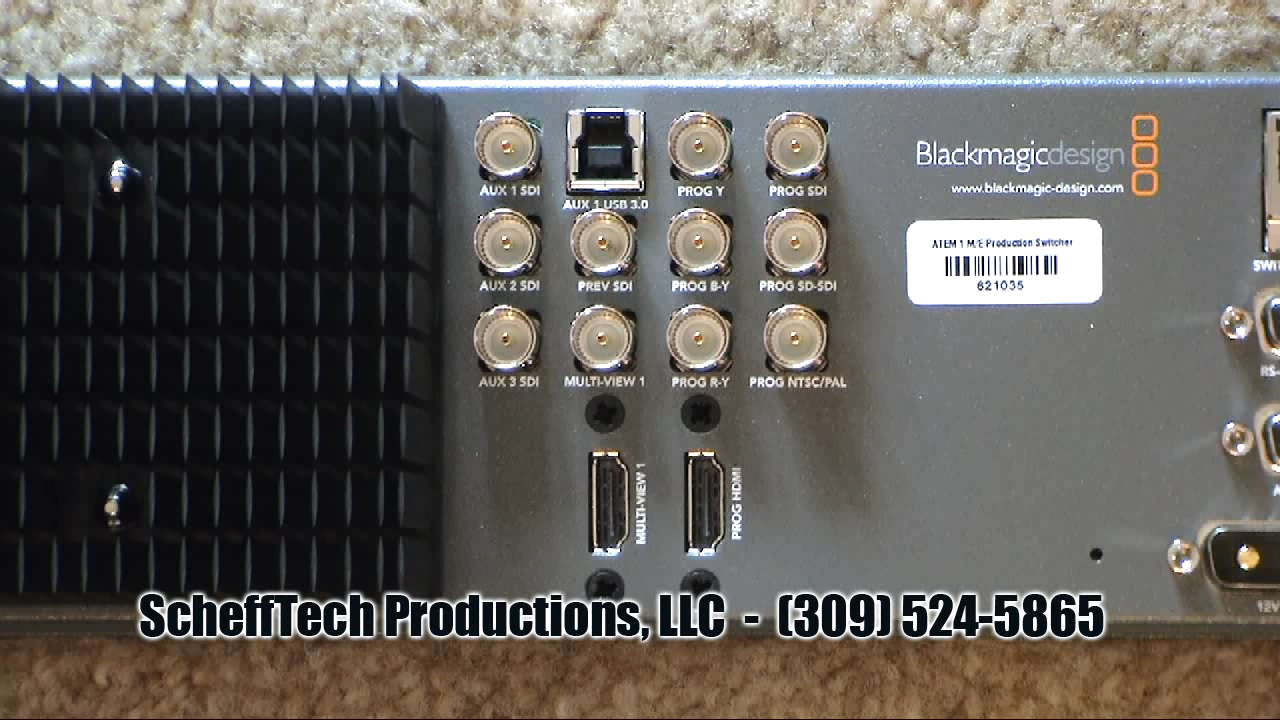 AUX 1 SDI
AUX 1 USB 3.0
PROG Y
PROG SDI
Blackmagicdesign
www.blackmagic-design.com
ATEM 1 M/E Production Switcher
621035
AUX 2 SDI
PREV SDI
PROG B-Y
PROG SD-SDI
AUX 3 SDI
MULTI-VIEW 1
PROG R-Y
PROG NTSC/PAL
MULTI-VIEW 1
PROG HDMI
ScheffTech Productions, LLC - (309) 524-5865